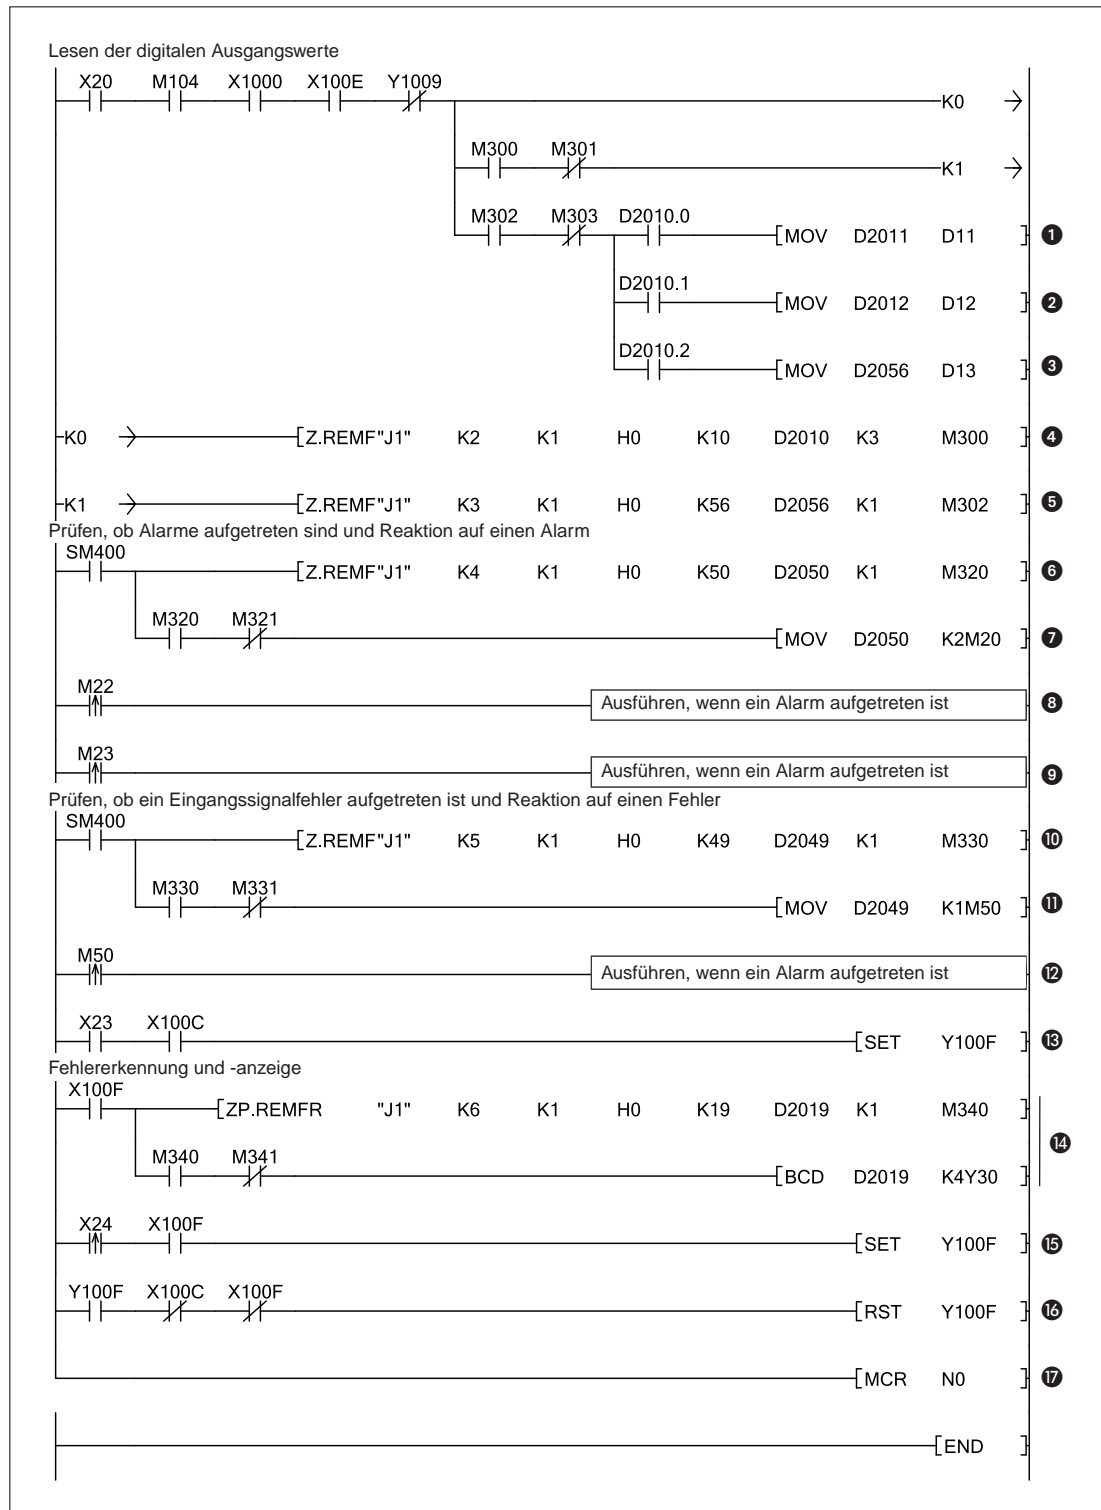 Lesen der digitalen Ausgangswerte
X20 M104 X1000 X100E Y1009
K0
M300 M301
K1
M302 M303 D2010.0
[MOV D2011 D11 ] ❶
D2010.1
[MOV D2012 D12 ] ❷
D2010.2
[MOV D2056 D13 ] ❸
K0 [Z.REMF"J1" K2 K1 H0 K10 D2010 K3 M300 ] ❹
K1 [Z.REMF"J1" K3 K1 H0 K56 D2056 K1 M302 ] ❺
Prüfen, ob Alarme aufgetreten sind und Reaktion auf einen Alarm
SM400
[Z.REMF"J1" K4 K1 H0 K50 D2050 K1 M320 ] ❻
M320 M321
[MOV D2050 K2M20 ] ❼
M22
Ausführen, wenn ein Alarm aufgetreten ist ❽
M23
Ausführen, wenn ein Alarm aufgetreten ist ❾
Prüfen, ob ein Eingangssignalfehler aufgetreten ist und Reaktion auf einen Fehler
SM400
[Z.REMF"J1" K5 K1 H0 K49 D2049 K1 M330 ] ❿
M330 M331
[MOV D2049 K1M50 ] ⓫
M50
Ausführen, wenn ein Alarm aufgetreten ist ⓬
X23 X100C
[SET Y100F ] ⓭
Fehlererkennung und -anzeige
X100F
[ZP.REMFR "J1" K6 K1 H0 K19 D2019 K1 M340 ]
⓮
M340 M341
[BCD D2019 K4Y30 ]
X24 X100F
[SET Y100F ] ⓯
Y100F X100C X100F
[RST Y100F ] ⓰
[MCR N0 ] ⓱
[END ]